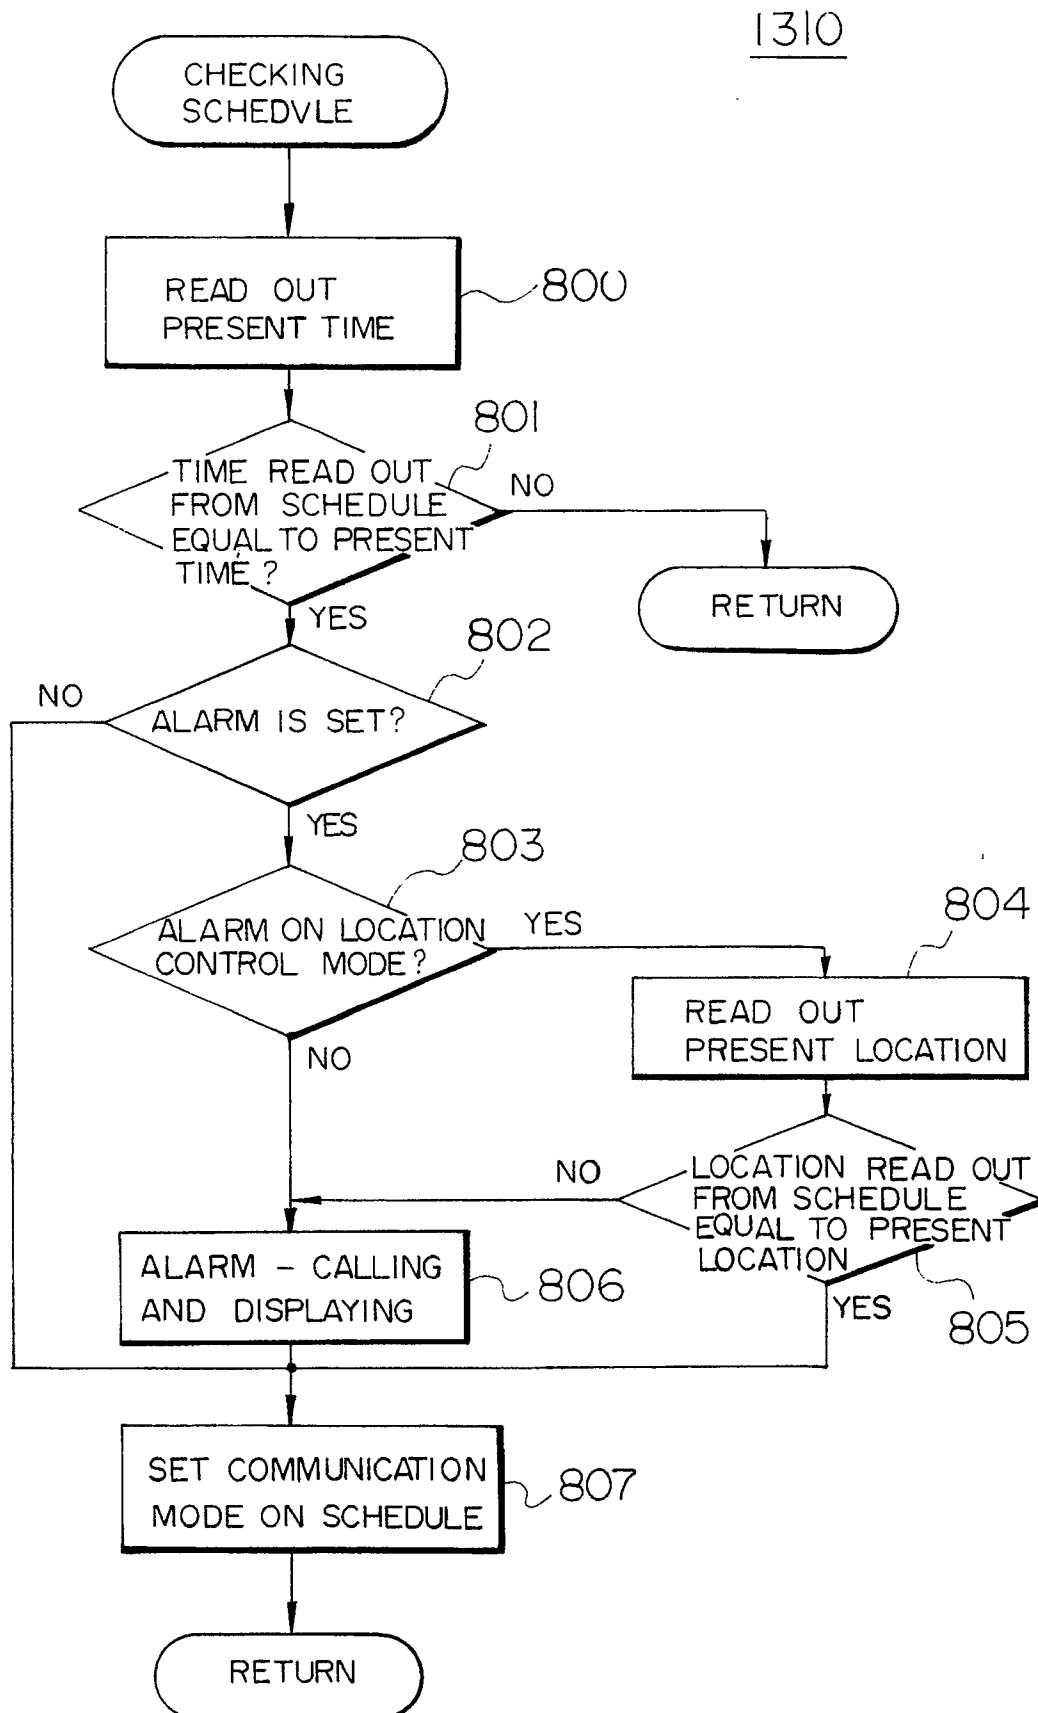 1310
CHECKING
SCHEDVLE
READ OUT
PRESENT TIME
800
801
TIME READ OUT
FROM SCHEDULE
EQUAL TO PRESENT
TIME?
NO
RETURN
YES
802
NO
ALARM IS SET?
YES
803
ALARM ON LOCATION
CONTROL MODE?
YES
804
READ OUT
PRESENT LOCATION
NO
NO
LOCATION READ OUT
FROM SCHEDULE
EQUAL TO PRESENT
LOCATION
YES
805
ALARM - CALLING
AND DISPLAYING
806
SET COMMUNICATION
MODE ON SCHEDULE
807
RETURN